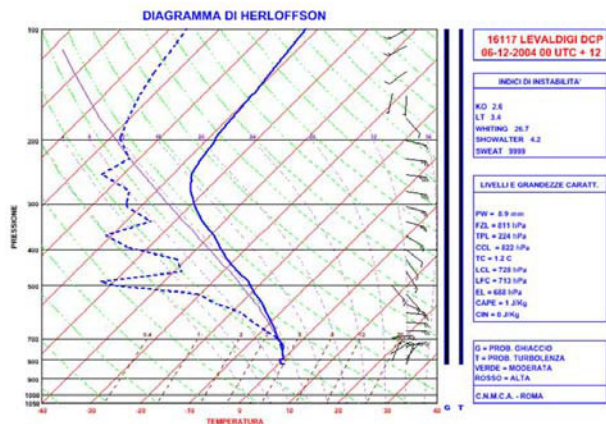 DIAGRAMMA DI HERLOFFSON
16117 LEVALDIGI DCP
06-12-2004 00 UTC + 12
INDICI DI INSTABILITA'
KO 2.6
LT 3.4
WHITING 26.7
SHOWALTER 4.2
SWEAT 9999
LIVELLI E GRANDEZZE CARATT.
PW = 8.9 mm
FZL = 811 hPa
TPL = 224 hPa
CCL = 822 hPa
TC = 1.2 C
LCL = 728 hPa
LFC = 713 hPa
EL = 688 hPa
CAPE = 1 J/Kg
CIN = 0 J/Kg
G = PROB. GHIACCIO
T = PROB. TURBOLENZA
VERDE = MODERATA
ROSSO = ALTA
C.N.M.C.A. - ROMA
PRESSIONE
200
300
400
500
700
800
900
1000
1050
-40 -30 -20 -10 0 10 20 30 40 G T
TEMPERATURA